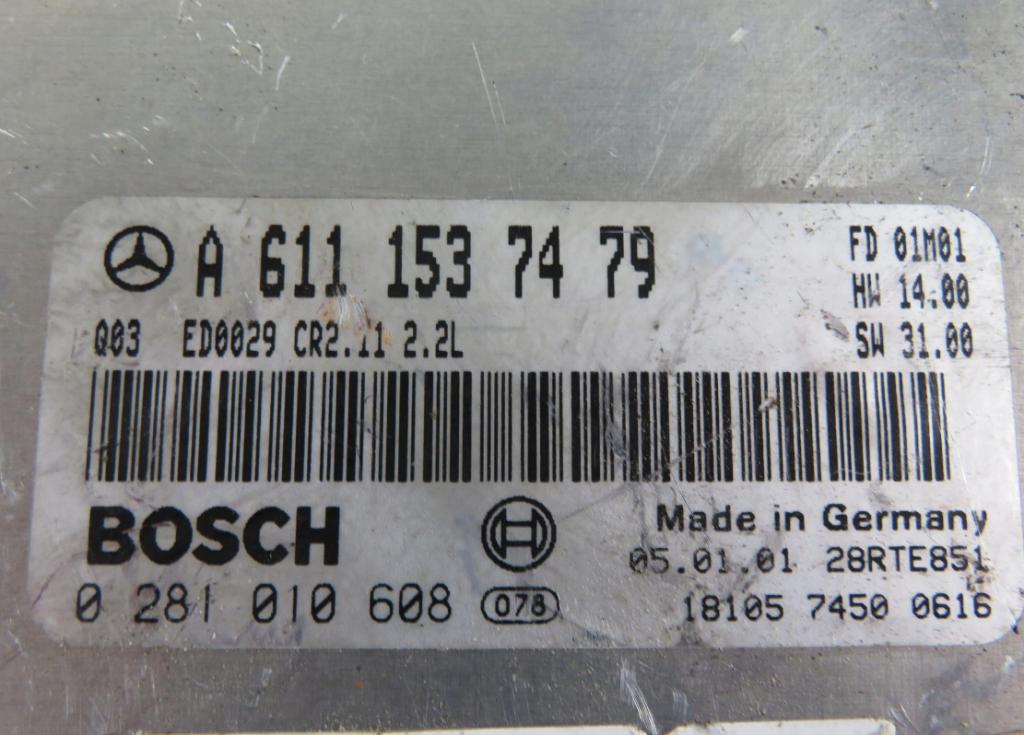 A 611 153 74 79
FD 01M01
HW 14.00
Q03 ED0029 CR2.11 2.2L
SW 31.00
BOSCH
Made in Germany
05.01.01 28RTE851
0 281 010 608 078
18105 7450 0616